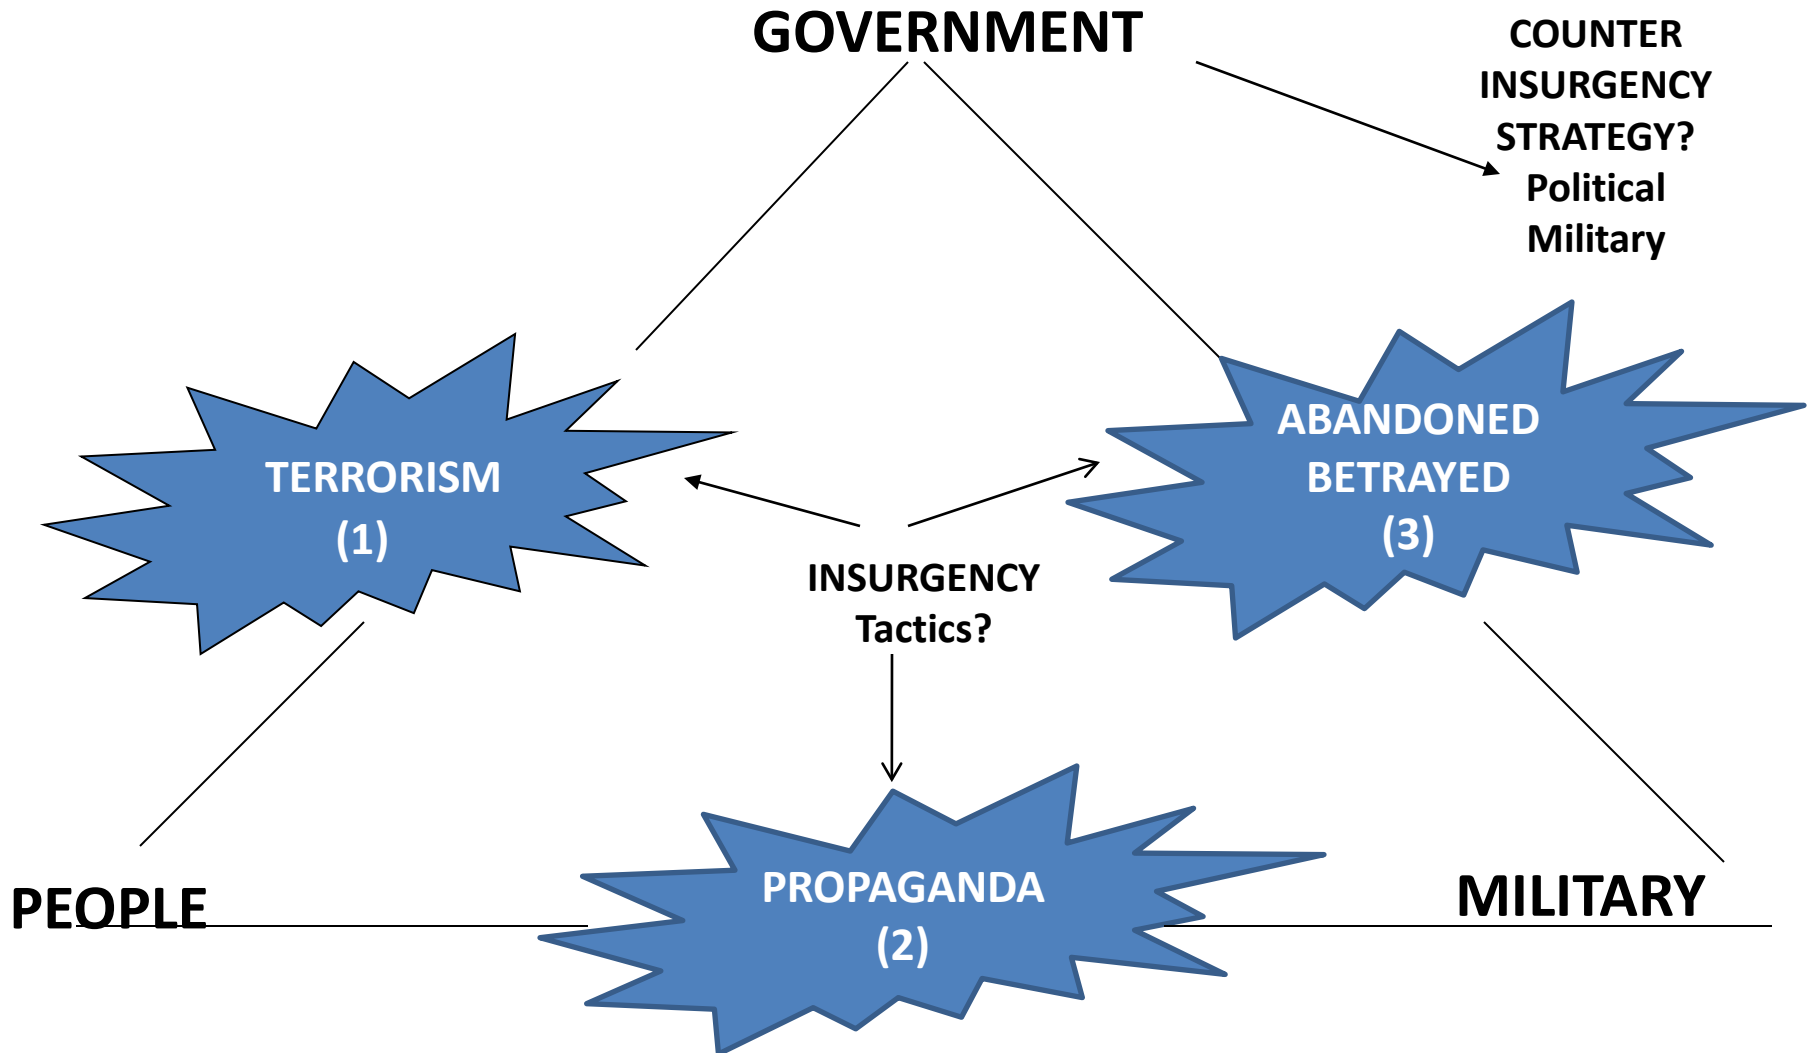 GOVERNMENT
COUNTER
INSURGENCY
STRATEGY?
Political
Military
TERRORISM
(1)
ABANDONED
BETRAYED
(3)
INSURGENCY
Tactics?
PROPAGANDA
(2)
PEOPLE
MILITARY